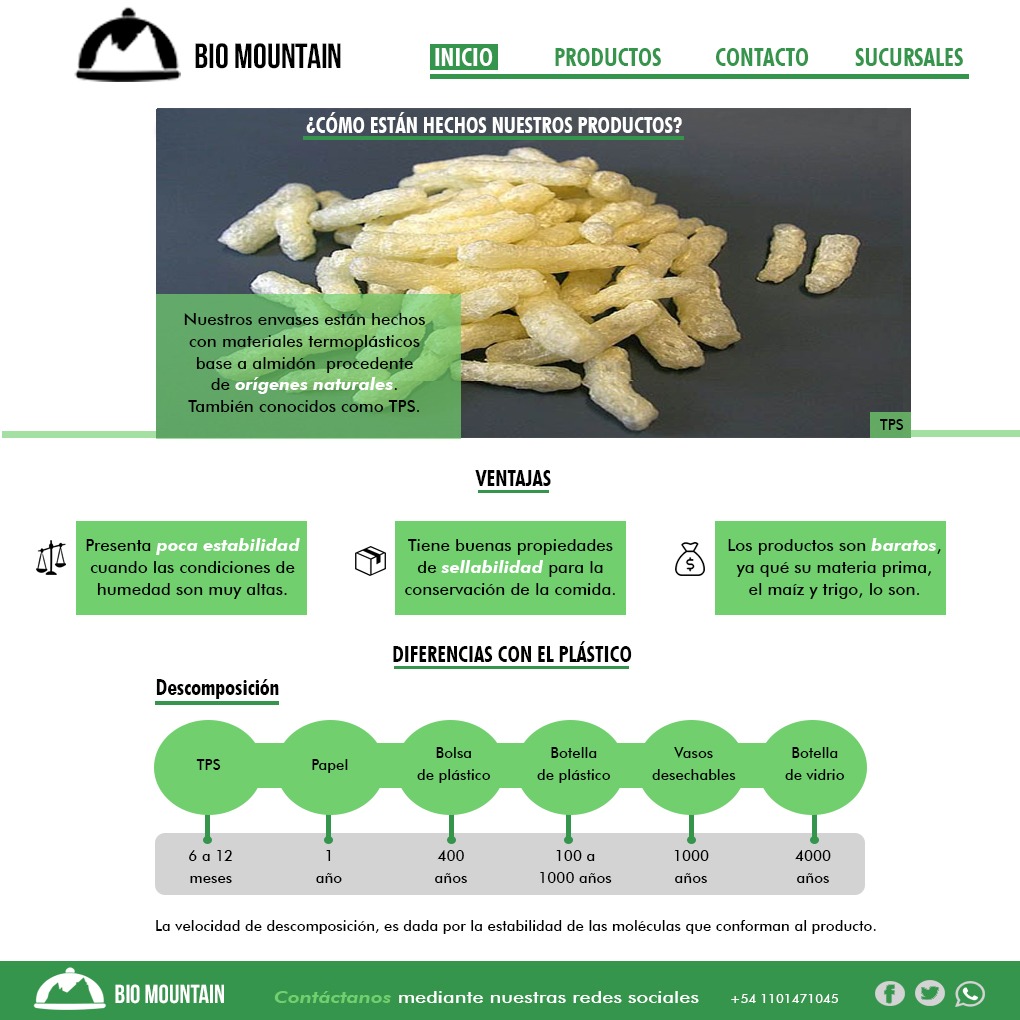 BIO MOUNTAIN
INICIO PRODUCTOS CONTACTO SUCURSALES
¿CÓMO ESTÁN HECHOS NUESTROS PRODUCTOS?
Nuestros envases están hechos
con materiales termoplásticos
base a almidón procedente
de orígenes naturales.
También conocidos como TPS.
TPS
VENTAJAS
Presenta poca estabilidad
cuando las condiciones de
humedad son muy altas.
Tiene buenas propiedades
de sellabilidad para la
conservación de la comida.
Los productos son baratos,
ya qué su materia prima,
el maíz y trigo, lo son.
DIFERENCIAS CON EL PLÁSTICO
Descomposición
TPS
Papel
Bolsa
de plástico
Botella
de plástico
Vasos
desechables
Botella
de vidrio
6 a 12
meses
1
año
400
años
100 a
1000 años
1000
años
4000
años
La velocidad de descomposición, es dada por la estabilidad de las moléculas que conforman al producto.
BIO MOUNTAIN
Contáctanos mediante nuestras redes sociales
+54 1101471045